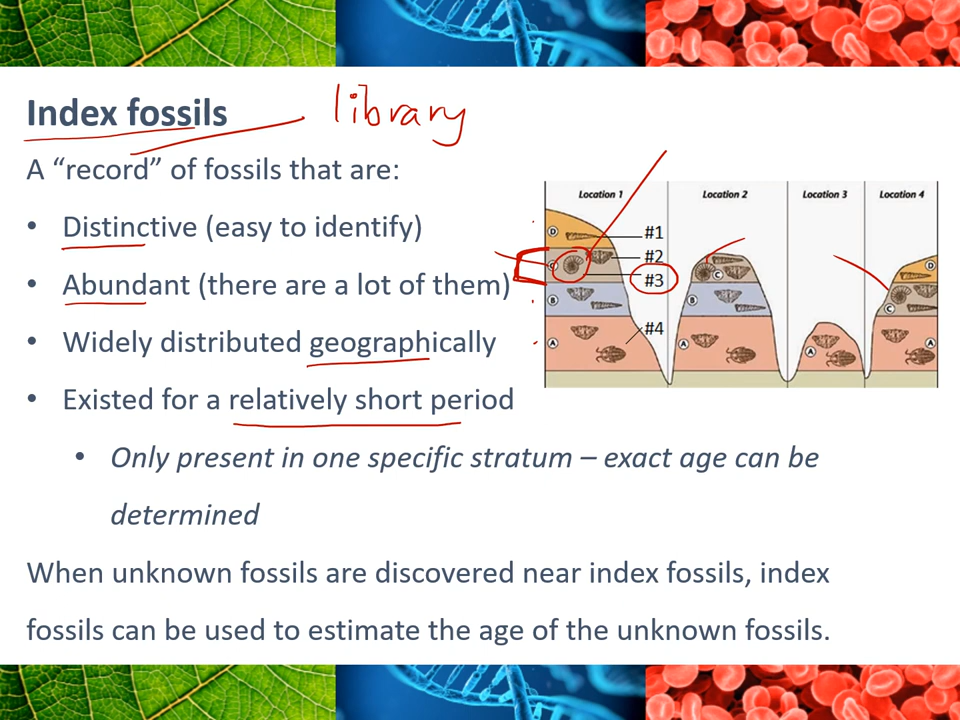 Index fossils
library
A “record” of fossils that are:
• Distinctive (easy to identify)
• Abundant (there are a lot of them)
• Widely distributed geographically
• Existed for a relatively short period
• Only present in one specific stratum – exact age can be
determined
When unknown fossils are discovered near index fossils, index
fossils can be used to estimate the age of the unknown fossils.
Location 1 Location 2 Location 3 Location 4
D #1
#2
C #3 C D
B B C
#4
A A A A